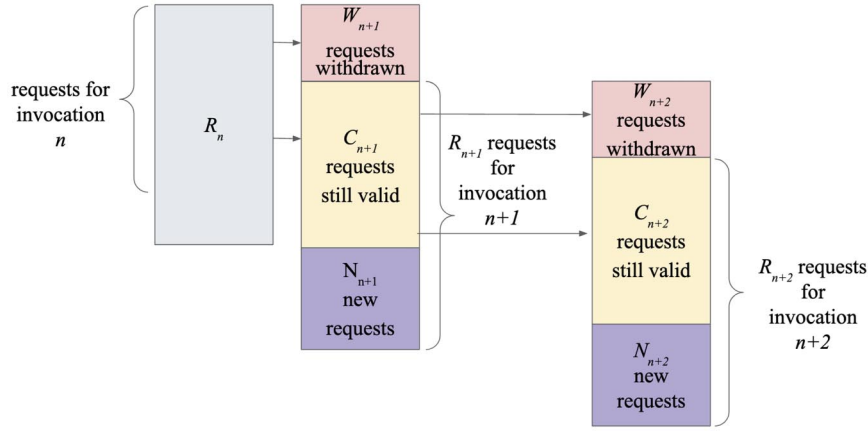 requests for
invocation
n
R_n
W_{n+1}
requests
withdrawn
C_{n+1}
requests
still valid
N_{n+1}
new
requests
R_{n+1} requests
for
invocation
n+1
W_{n+2}
requests
withdrawn
C_{n+2}
requests
still valid
N_{n+2}
new
requests
R_{n+2} requests
for
invocation
n+2